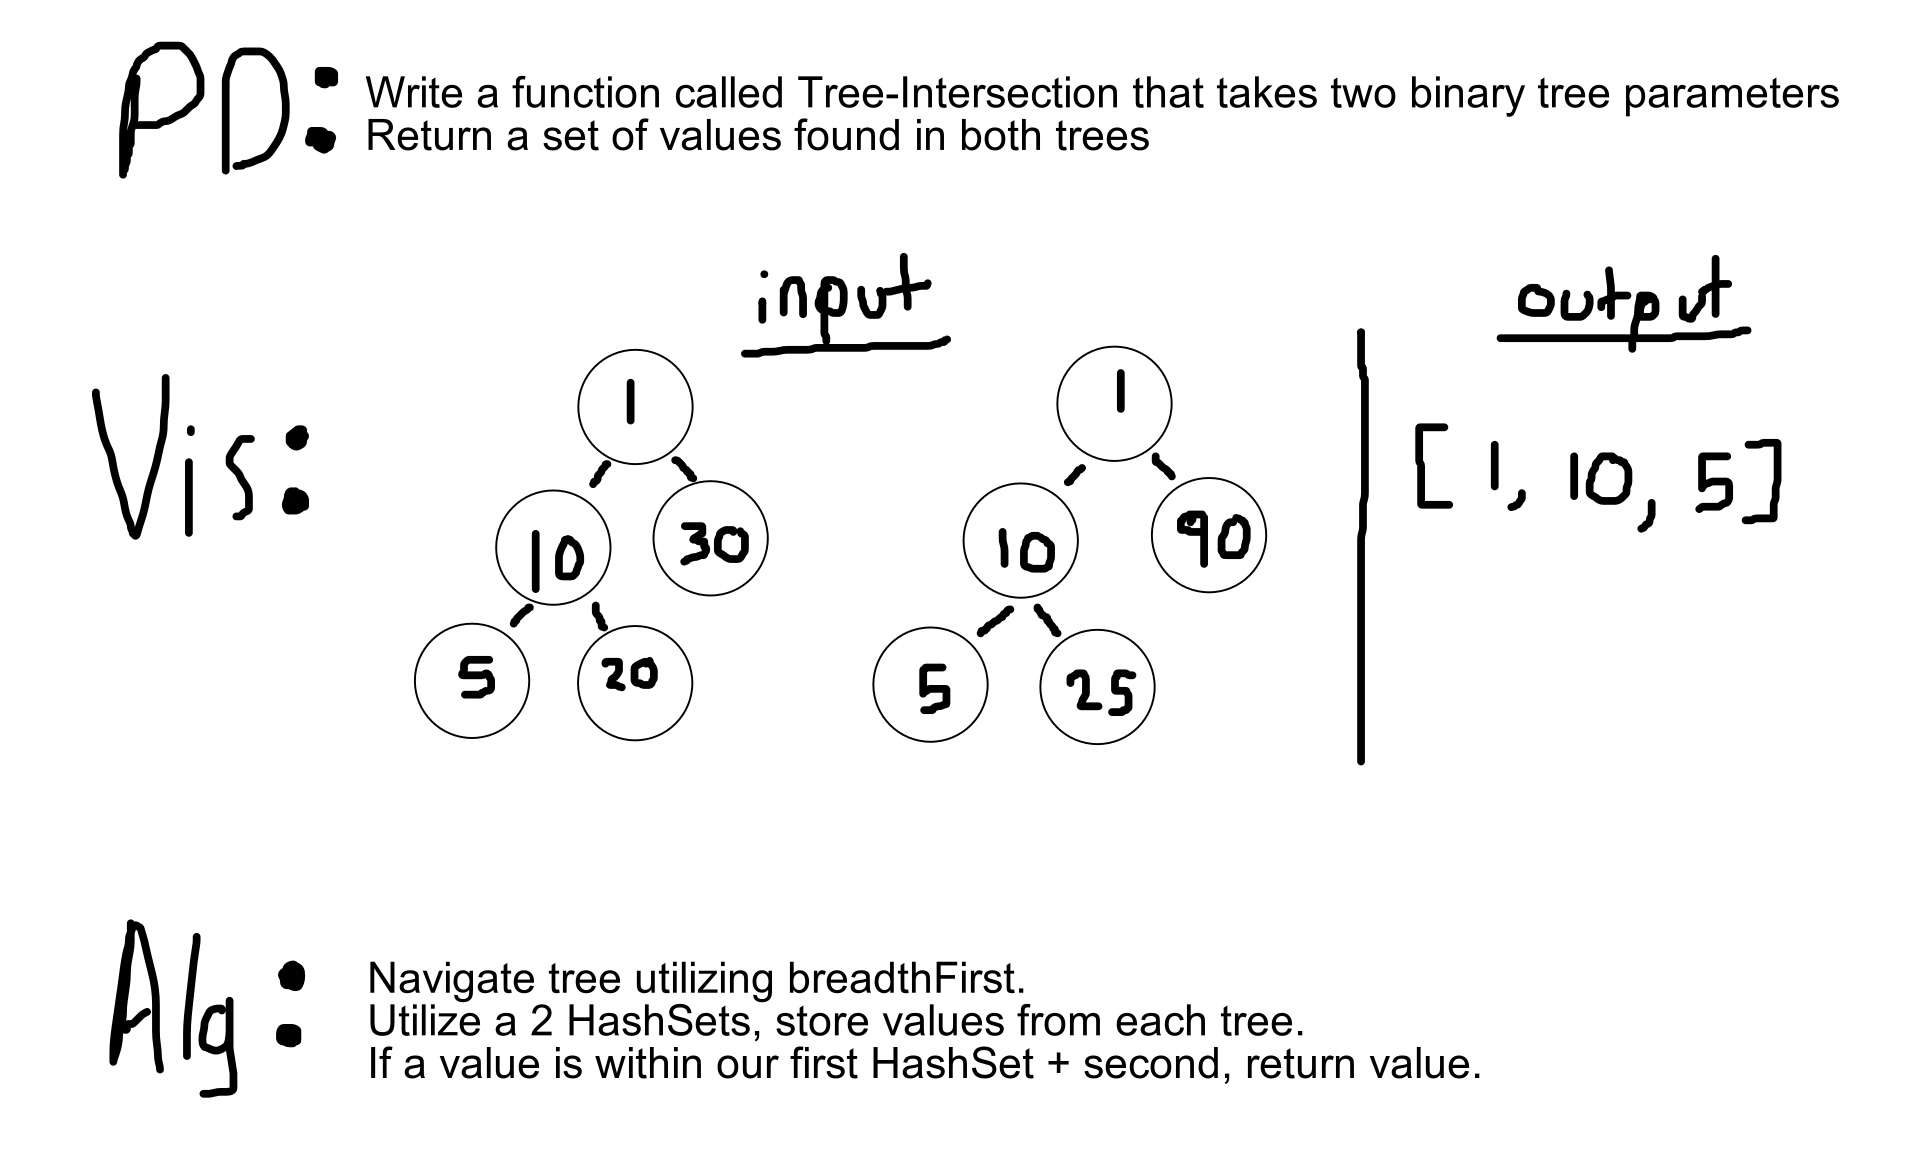 PD:
Write a function called Tree-Intersection that takes two binary tree parameters
Return a set of values found in both trees
input
output
Vis:
1
10 30
5 20
1
10 90
5 25
[1, 10, 5]
Alg:
Navigate tree utilizing breadthFirst.
Utilize a 2 HashSets, store values from each tree.
If a value is within our first HashSet + second, return value.